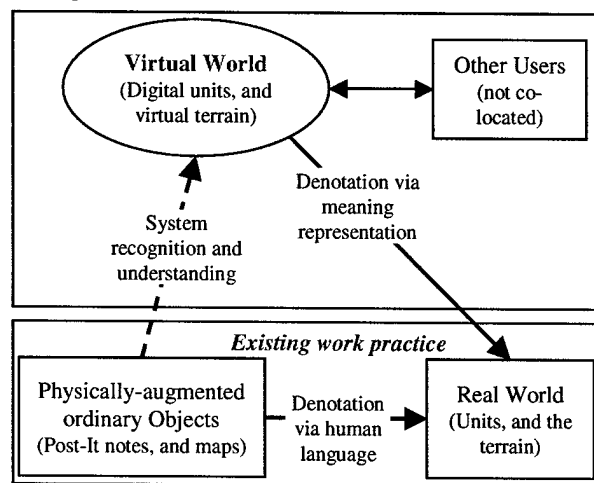 Virtual World
(Digital units, and
virtual terrain)
Other Users
(not co-
located)
Denotation via
meaning
representation
System
recognition and
understanding
Existing work practice
Physically-augmented
ordinary Objects
(Post-It notes, and maps)
Denotation
via human
language
Real World
(Units, and the
terrain)